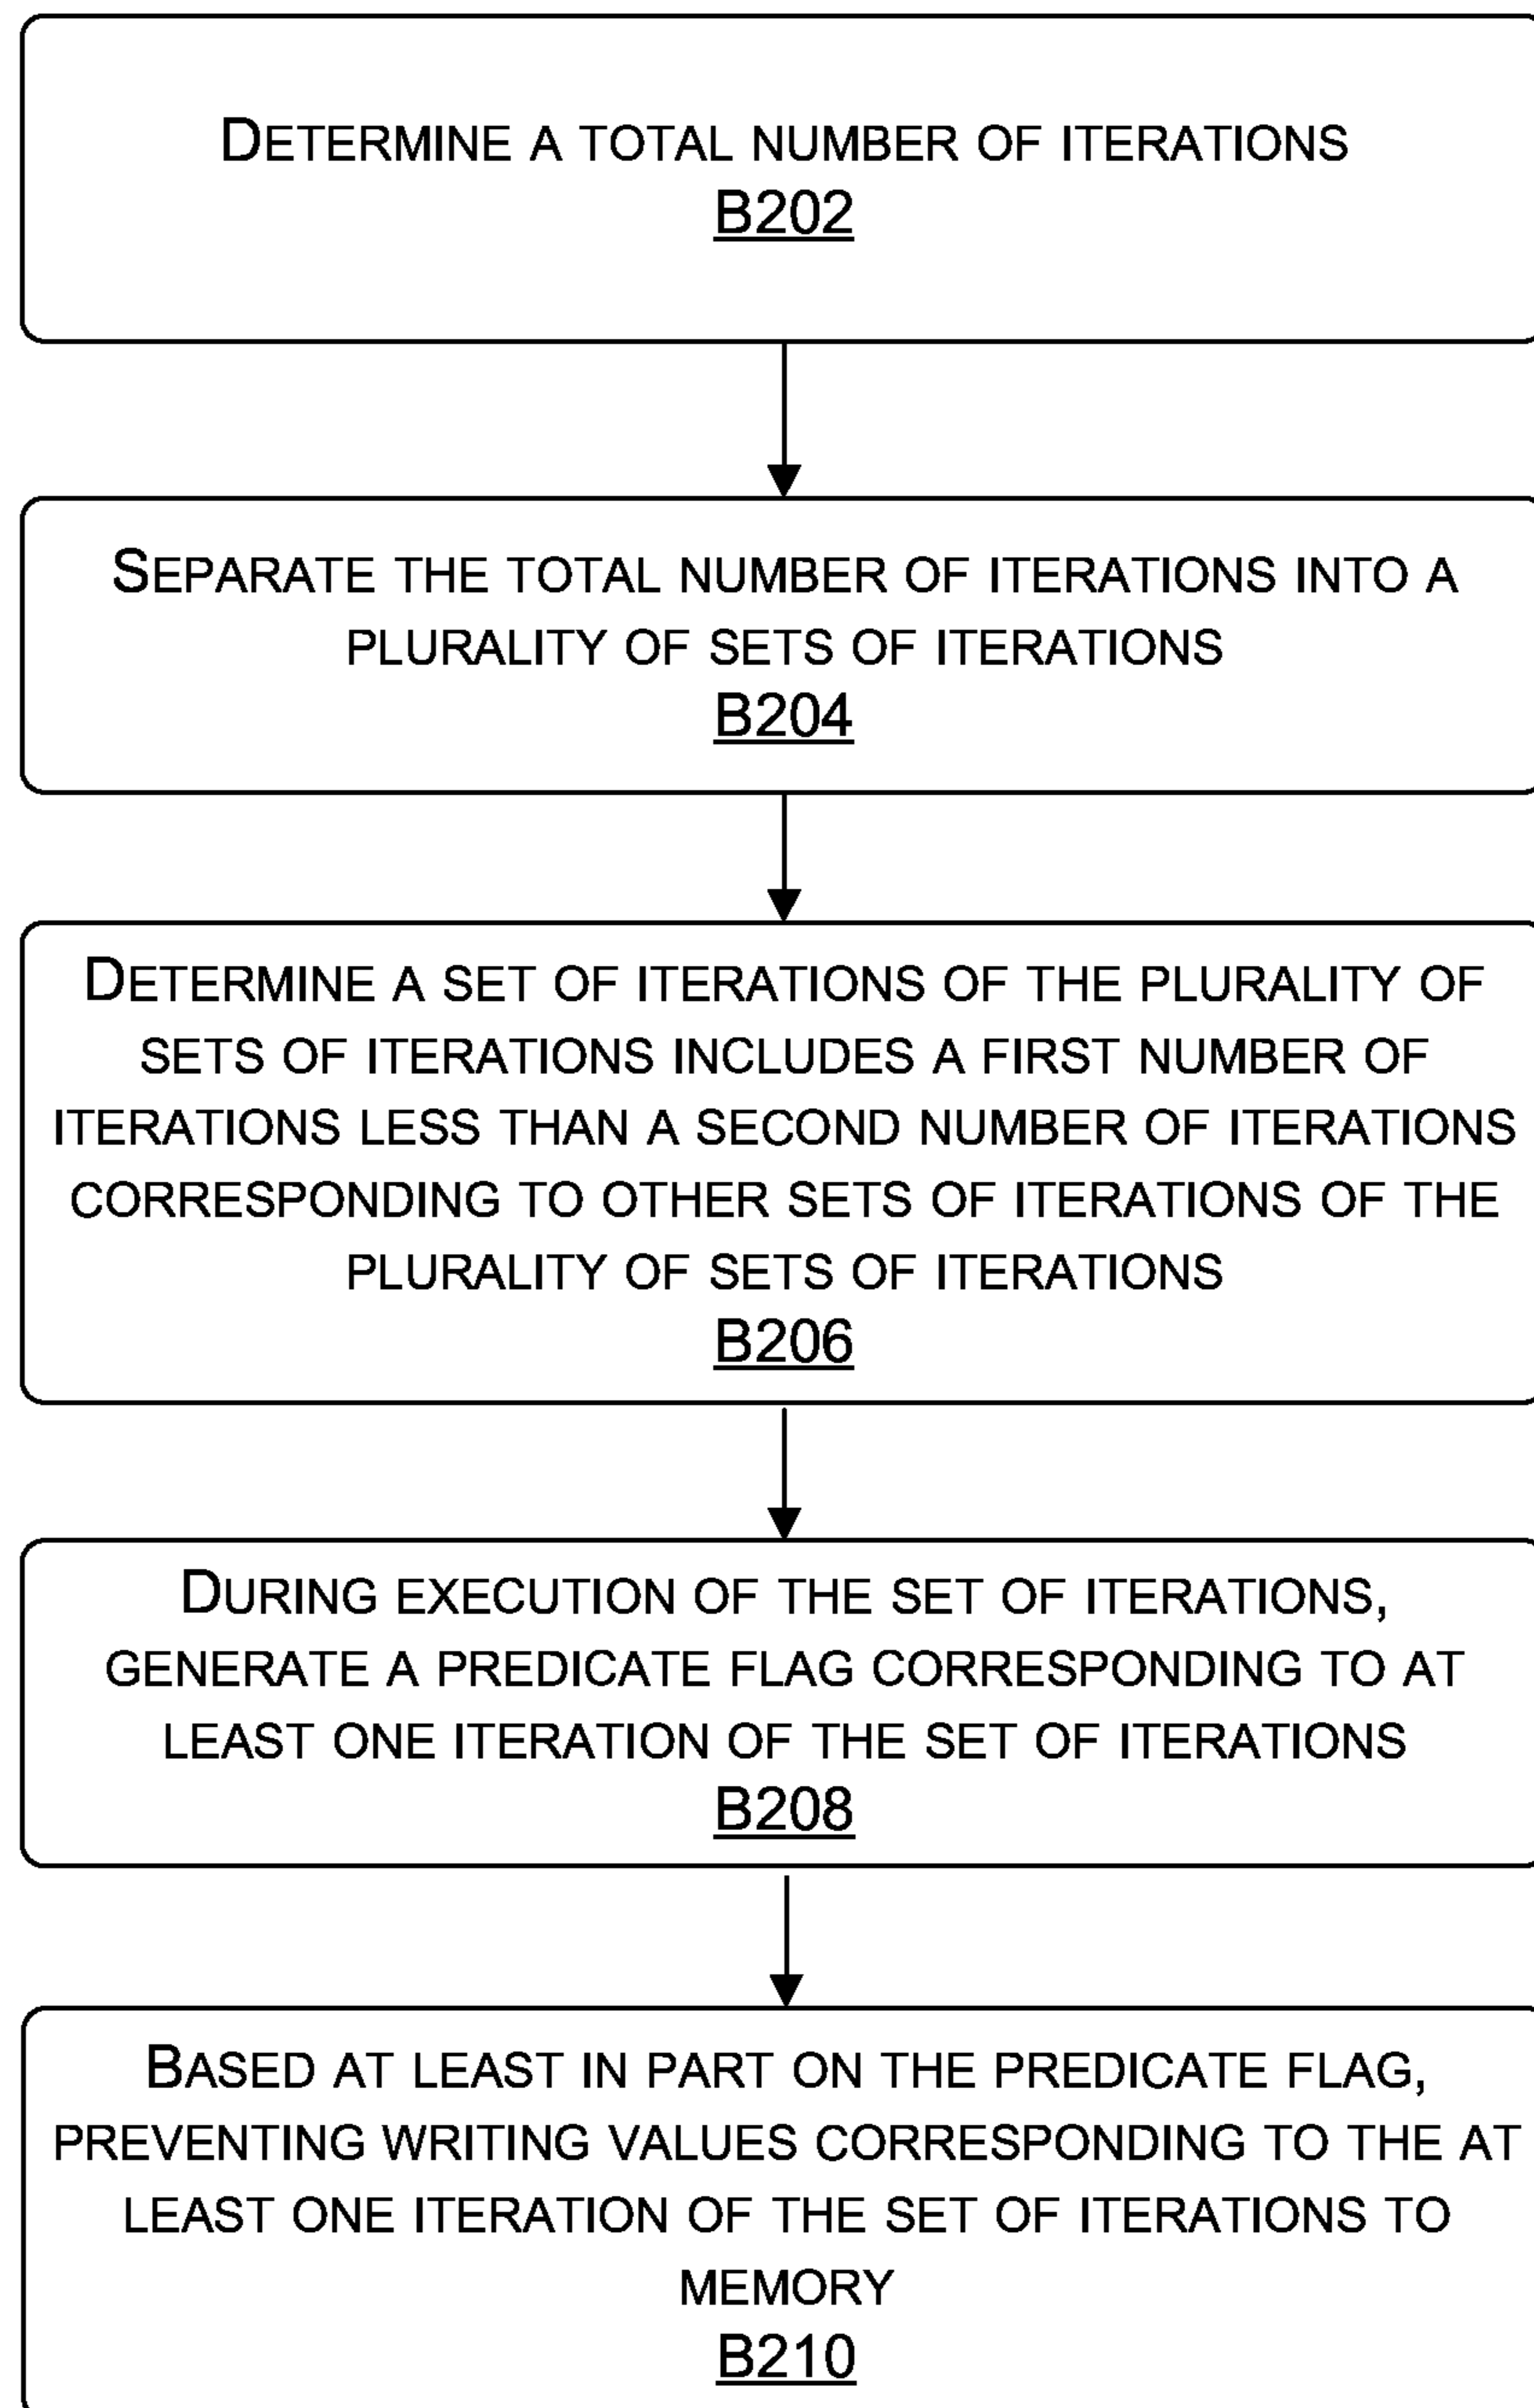 DETERMINE A TOTAL NUMBER OF ITERATIONS
B202
SEPARATE THE TOTAL NUMBER OF ITERATIONS INTO A
PLURALITY OF SETS OF ITERATIONS
B204
DETERMINE A SET OF ITERATIONS OF THE PLURALITY OF
SETS OF ITERATIONS INCLUDES A FIRST NUMBER OF
ITERATIONS LESS THAN A SECOND NUMBER OF ITERATIONS
CORRESPONDING TO OTHER SETS OF ITERATIONS OF THE
PLURALITY OF SETS OF ITERATIONS
B206
DURING EXECUTION OF THE SET OF ITERATIONS,
GENERATE A PREDICATE FLAG CORRESPONDING TO AT
LEAST ONE ITERATION OF THE SET OF ITERATIONS
B208
BASED AT LEAST IN PART ON THE PREDICATE FLAG,
PREVENTING WRITING VALUES CORRESPONDING TO THE AT
LEAST ONE ITERATION OF THE SET OF ITERATIONS TO
MEMORY
B210